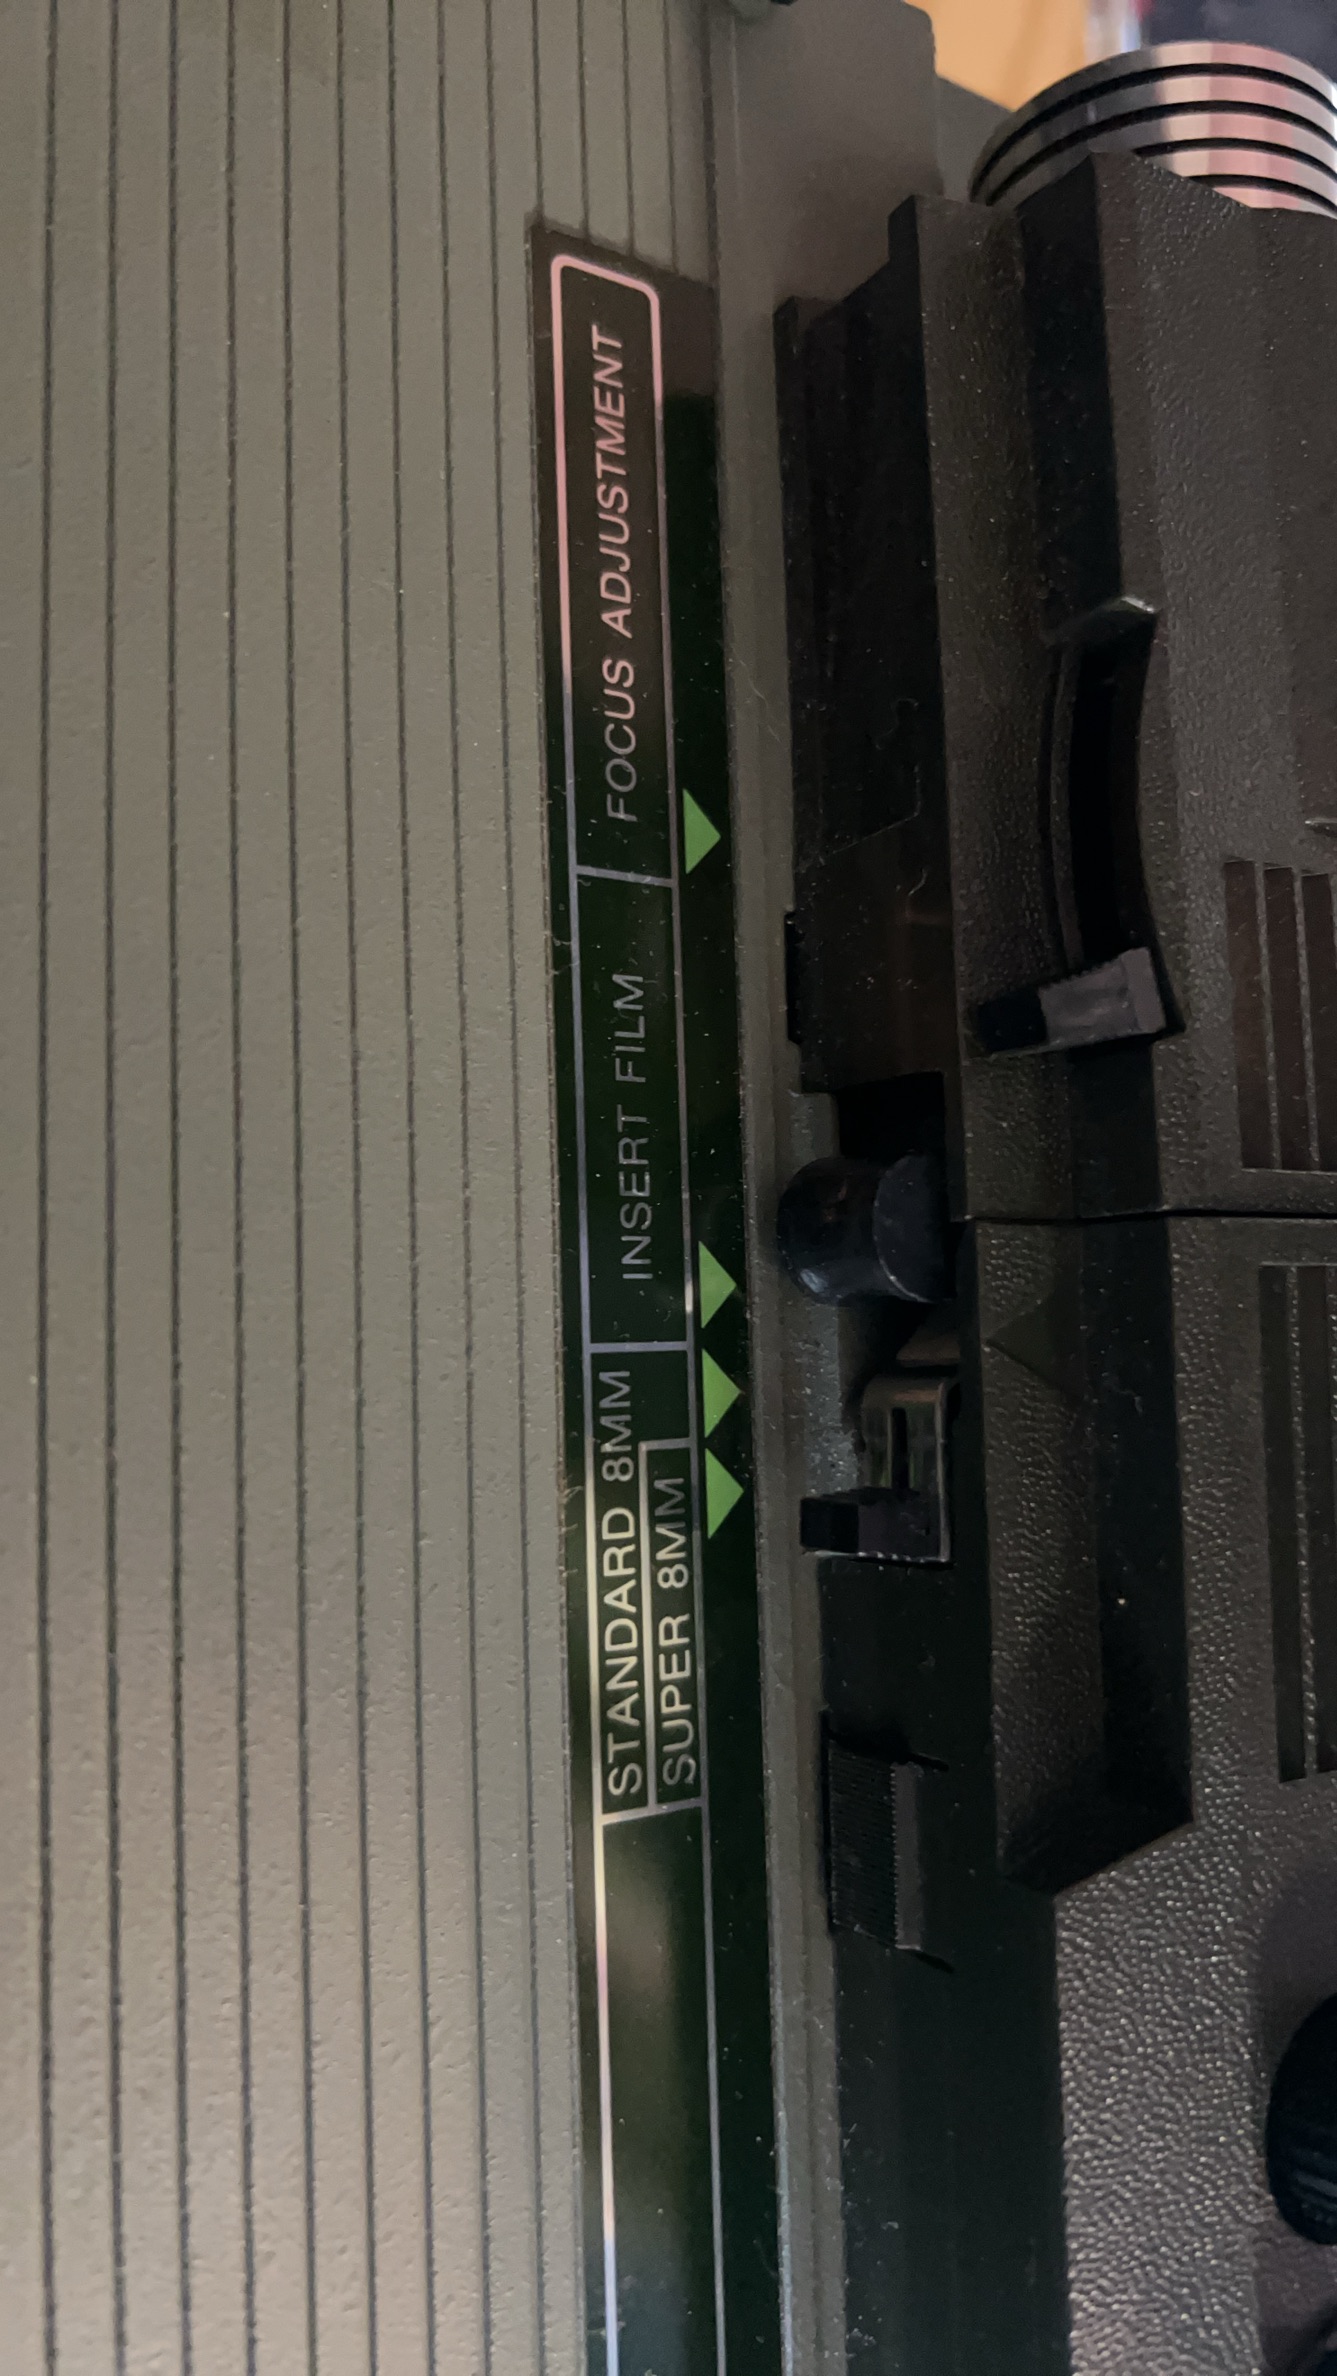 FOCUS ADJUSTMENT
INSERT FILM
STANDARD 8MM
SUPER 8MM